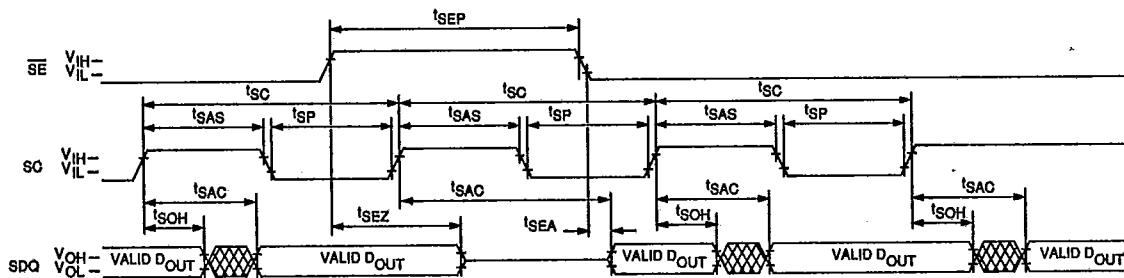 tSEP
SE VIH
VIL
tSC tSC tSC
tSAS tSP tSAS tSP tSAS tSP
SC VIH
VIL
tSAC tSAC tSAC tSAC
tSOH tSEZ tSEA tSOH tSOH
SDQ VOH
VOL
VALID DOUT VALID DOUT VALID DOUT VALID DOUT VALID DOUT